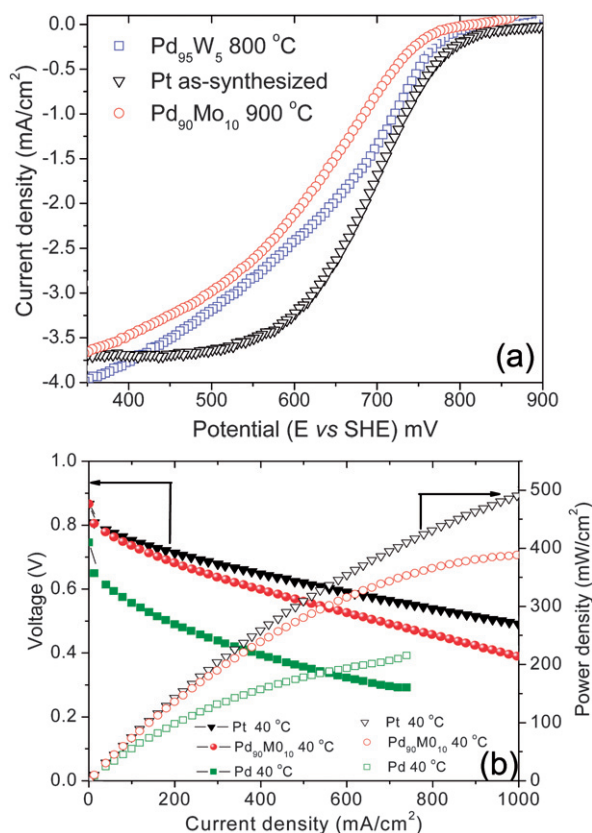 0.0
-0.5
-1.0
-1.5
-2.0
-2.5
-3.0
-3.5
-4.0
Current density (mA/cm²)
Pd₉₅W₅ 800 °C
Pt as-synthesized
Pd₉₀Mo₁₀ 900 °C
(a)
400 500 600 700 800 900
Potential (E vs SHE) mV
1.0
0.8
0.6
0.4
0.2
0.0
Voltage (V)
500
400
300
200
100
0
Power density (mW/cm²)
Pt 40 °C
Pd₉₀M0₁₀ 40 °C
Pd 40 °C
Pt 40 °C
Pd₉₀M0₁₀ 40 °C
Pd 40 °C
(b)
0 200 400 600 800 1000
Current density (mA/cm²)